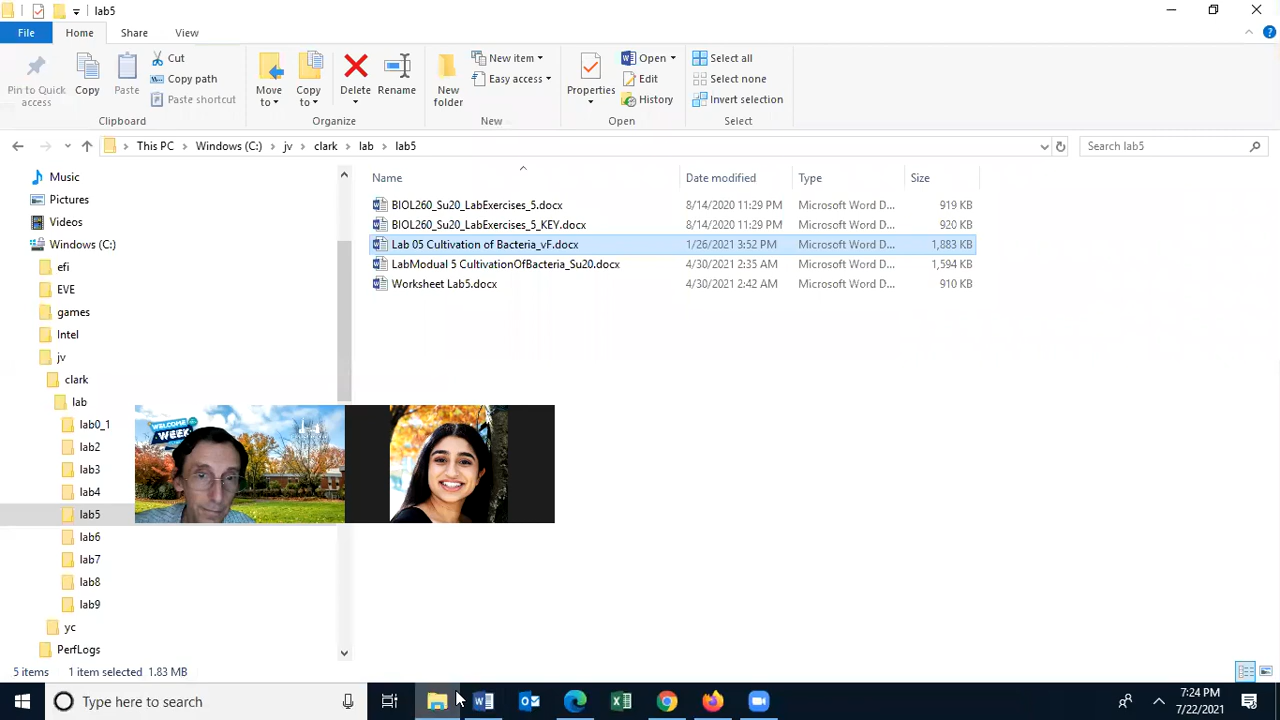 lab5
File Home Share View
Pin to Quick access
Copy
Paste
Cut
Copy path
Paste shortcut
Clipboard
Move to
Copy to
Delete
Rename
Organize
New folder
New item
Easy access
New
Properties
Open
Edit
History
Open
Select all
Select none
Invert selection
Select
This PC Windows (C:) jv clark lab lab5
Search lab5
Name Date modified Type Size
BIOL260_Su20_LabExercises_5.docx 8/14/2020 11:29 PM Microsoft Word D... 919 KB
BIOL260_Su20_LabExercises_5_KEY.docx 8/14/2020 11:29 PM Microsoft Word D... 920 KB
Lab 05 Cultivation of Bacteria_vF.docx 1/26/2021 3:52 PM Microsoft Word D... 1,883 KB
LabModual 5 CultivationOfBacteria_Su20.docx 4/30/2021 2:35 AM Microsoft Word D... 1,594 KB
Worksheet Lab5.docx 4/30/2021 2:42 AM Microsoft Word D... 910 KB
Music
Pictures
Videos
Windows (C:)
efi
EVE
games
Intel
jv
clark
lab
lab0_1
lab2
lab3
lab4
lab5
lab6
lab7
lab8
lab9
yc
PerfLogs
WELCOME
WEEK
5 items 1 item selected 1.83 MB
Type here to search
7:24 PM
7/22/2021